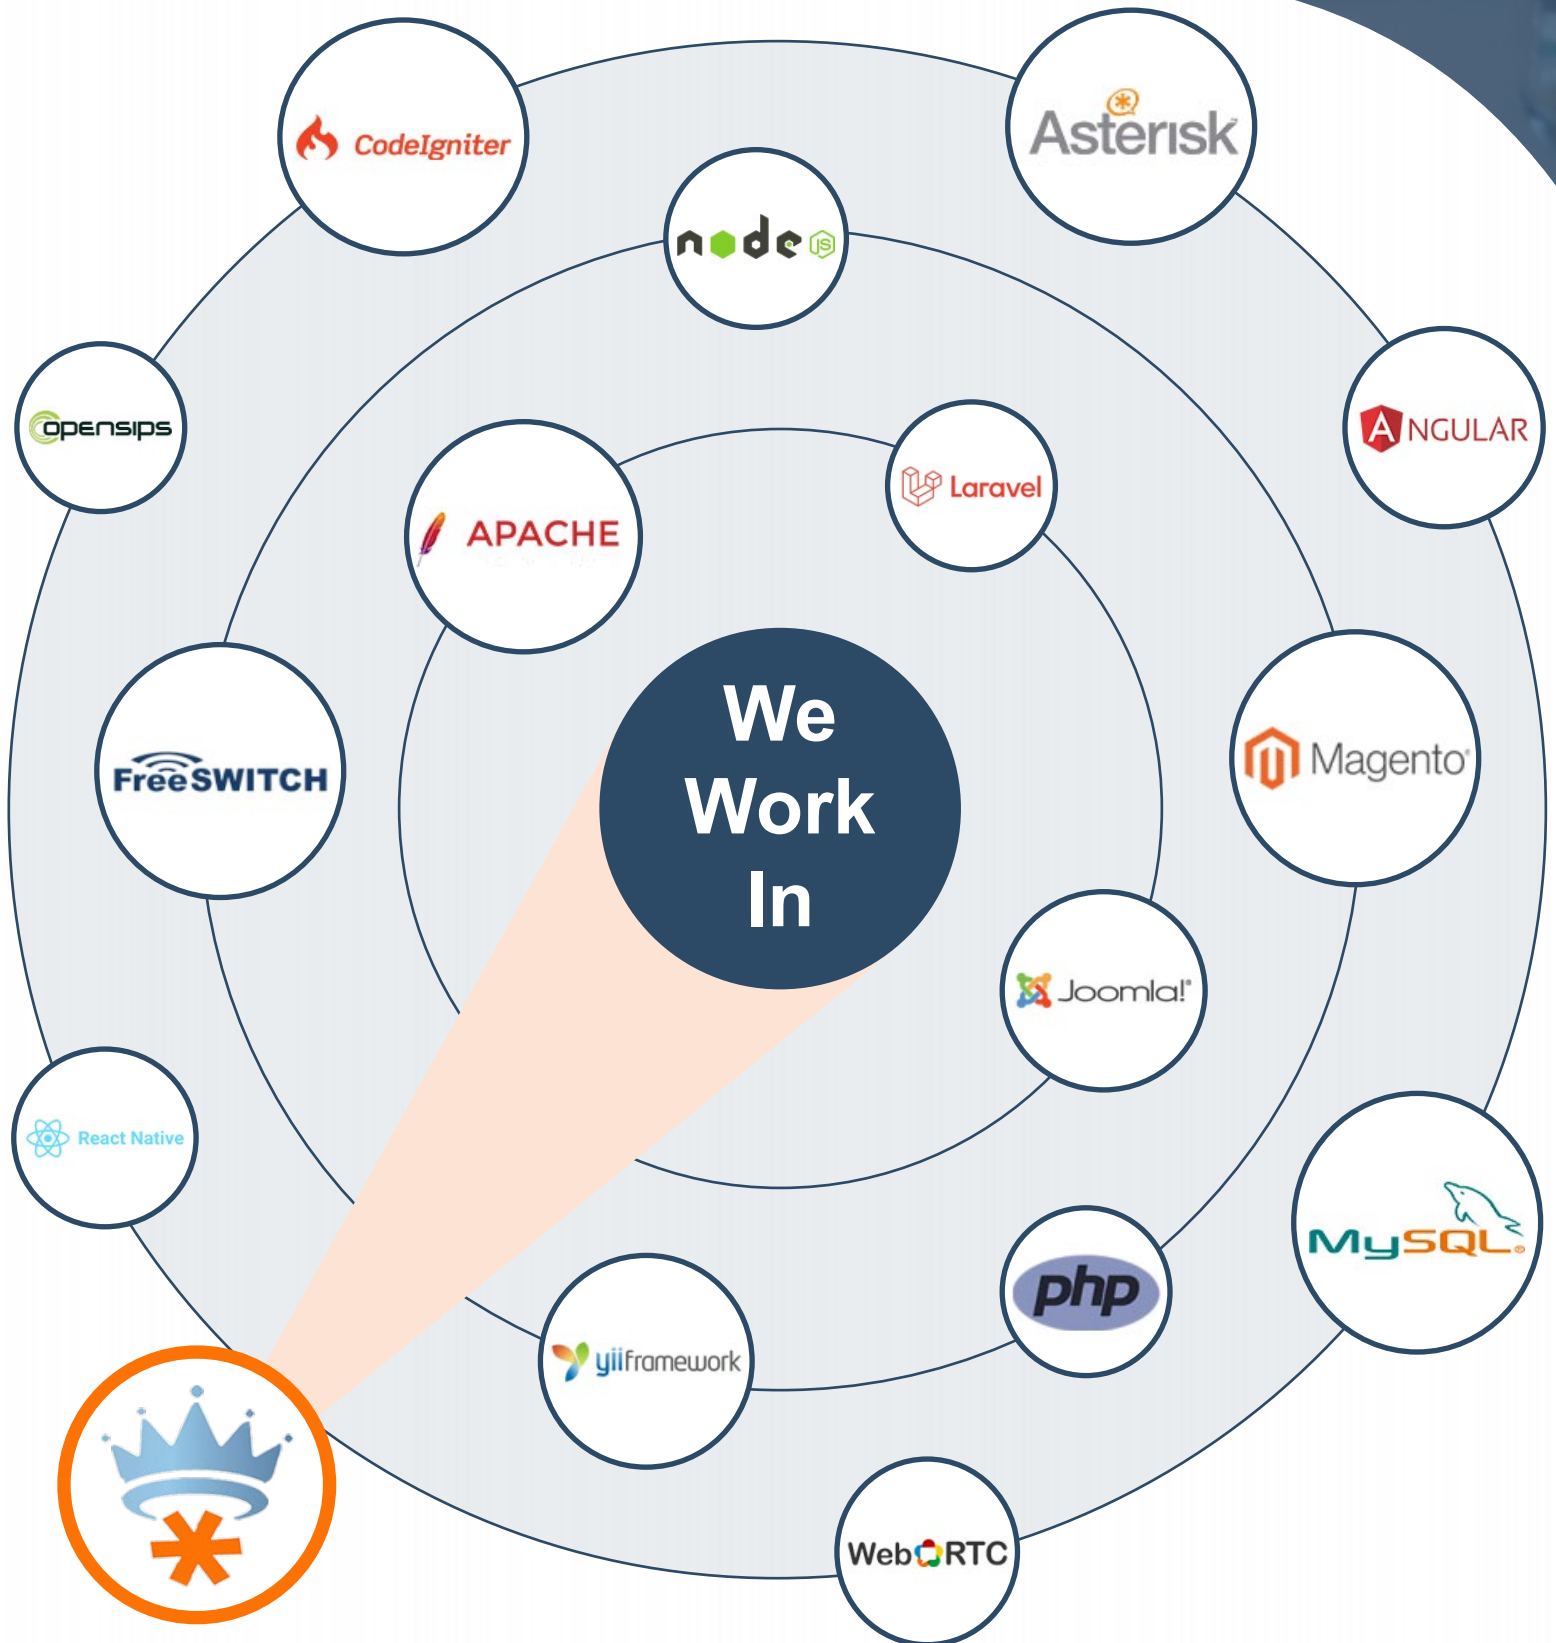 CodeIgniter
Asterisk
node JS
opensips
ANGULAR
Laravel
APACHE
We
Work
In
FreeSWITCH
Magento
Joomla!
React Native
MySQL
php
yiiframework
WebRTC